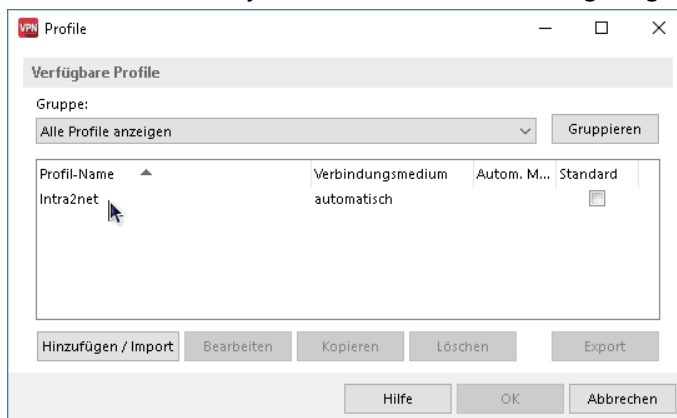 VPN Profile
Verfügbare Profile
Gruppe:
Alle Profile anzeigen
Gruppieren
Profil-Name Verbindungsmedium Autom. M... Standard
Intra2net automatisch
Hinzufügen / Import Bearbeiten Kopieren Löschen Export
Hilfe OK Abbrechen